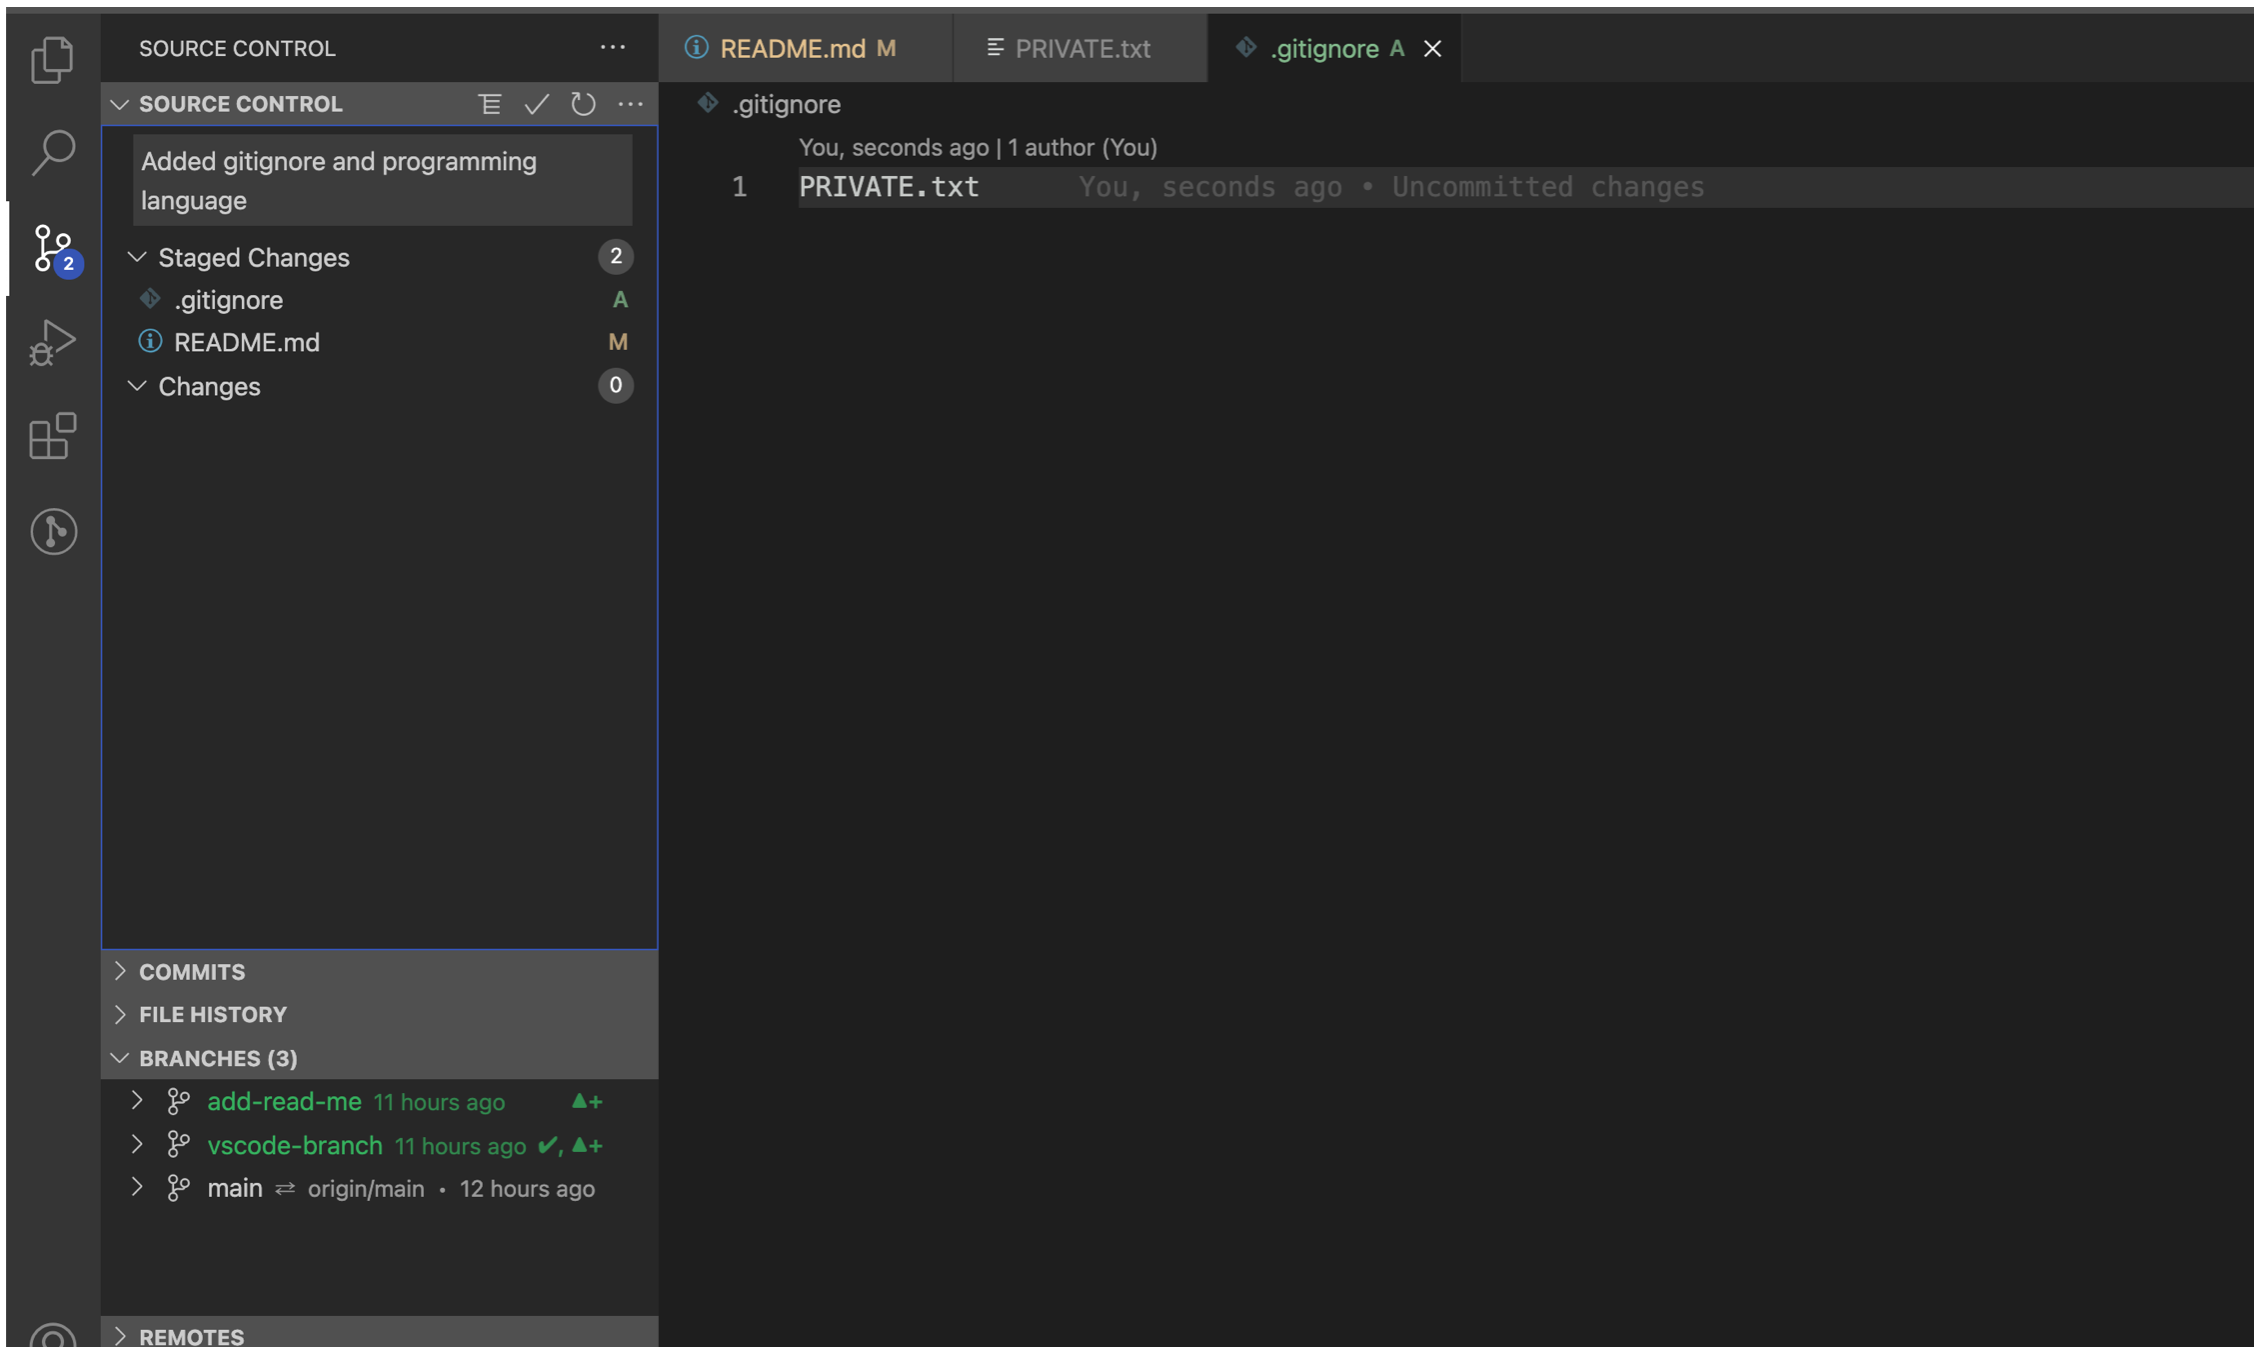 SOURCE CONTROL ···
README.md M
PRIVATE.txt
.gitignore A
SOURCE CONTROL ···
.gitignore
Added gitignore and programming
language
You, seconds ago | 1 author (You)
1 PRIVATE.txt You, seconds ago • Uncommitted changes
Staged Changes 2
.gitignore A
README.md M
Changes 0
2
COMMITS
FILE HISTORY
BRANCHES (3)
add-read-me 11 hours ago ▲+
vscode-branch 11 hours ago ✔, ▲+
main ⇄ origin/main • 12 hours ago
REMOTES